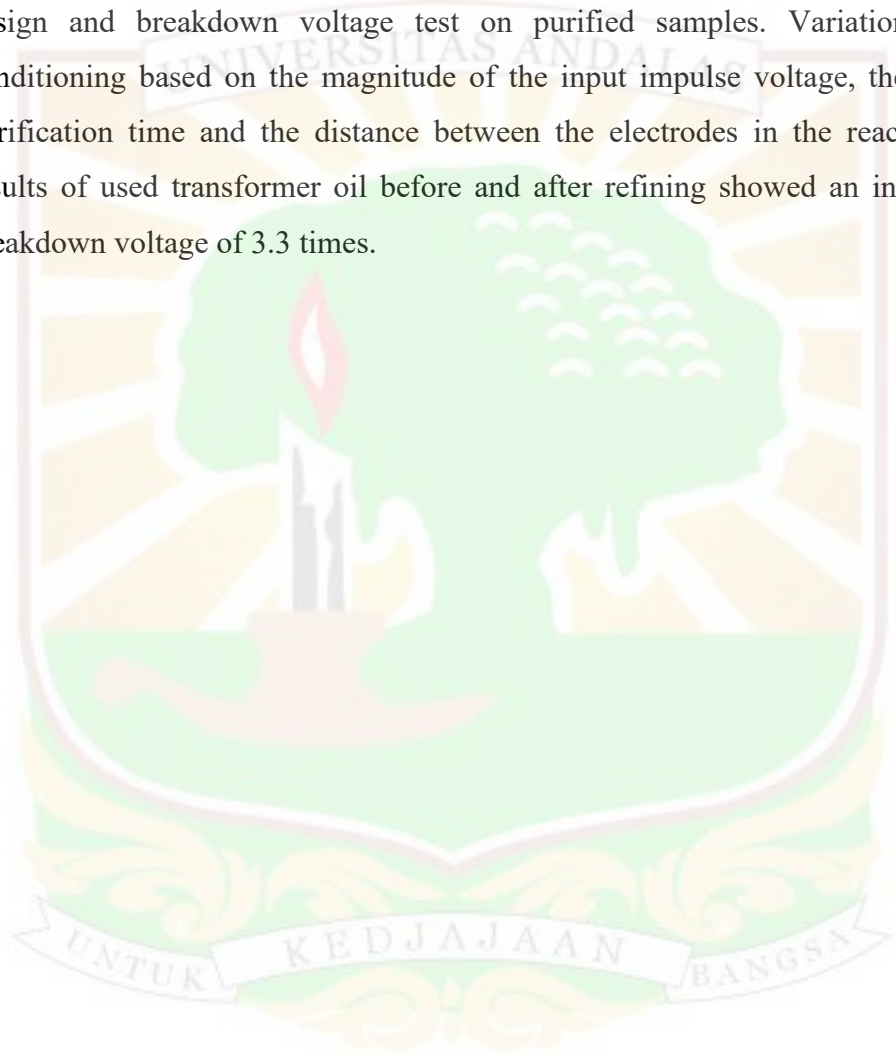 sign and breakdown voltage test on purified samples. Variation
UNIVERSITAS ANDALAS
nditioning based on the magnitude of the input impulse voltage, the
rification time and the distance between the electrodes in the reac
sults of used transformer oil before and after refining showed an in
eakdown voltage of 3.3 times.
UNTUK KEDJAJAAN BANGSA